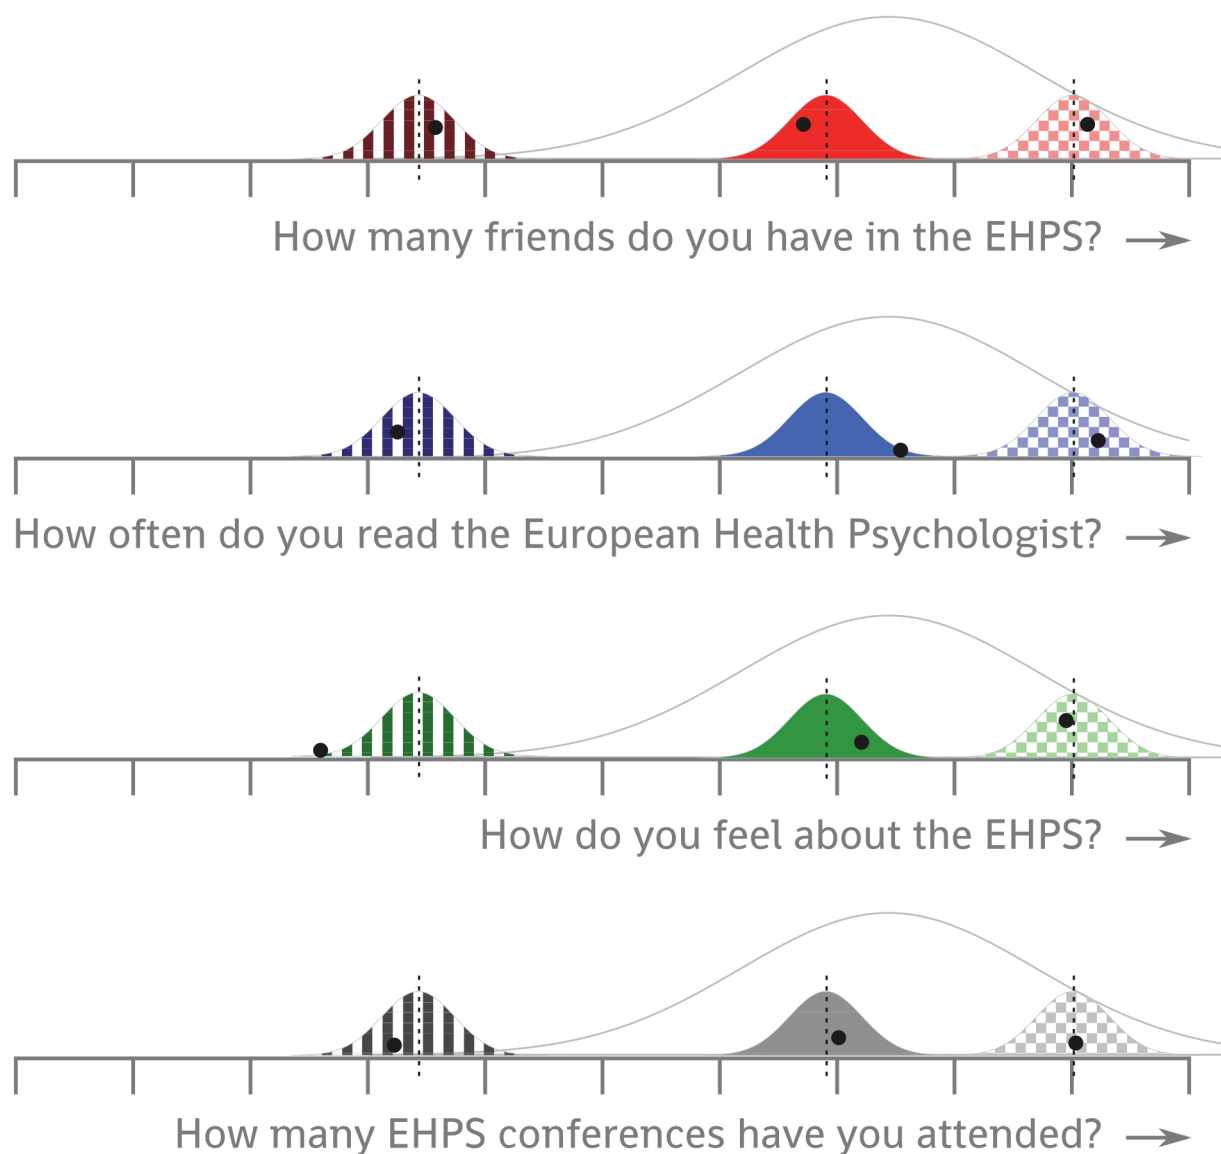 How many friends do you have in the EHPS?
How often do you read the European Health Psychologist?
How do you feel about the EHPS?
How many EHPS conferences have you attended?